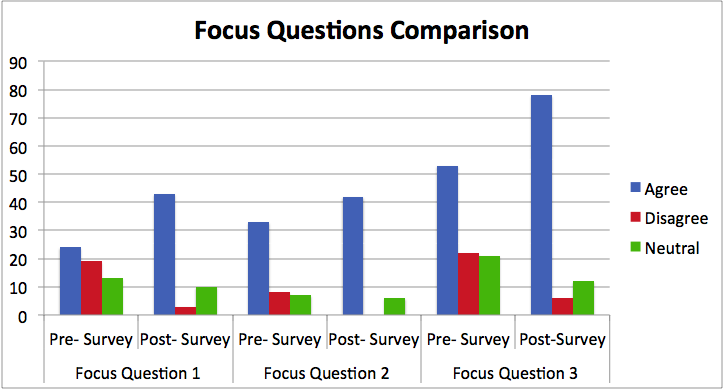 Focus Questions Comparison
90
80
70
60
50
40
30
20
10
0
Agree
Disagree
Neutral
Pre- Survey Post- Survey Pre- Survey Post- Survey Pre- Survey Post-Survey
Focus Question 1 Focus Question 2 Focus Question 3